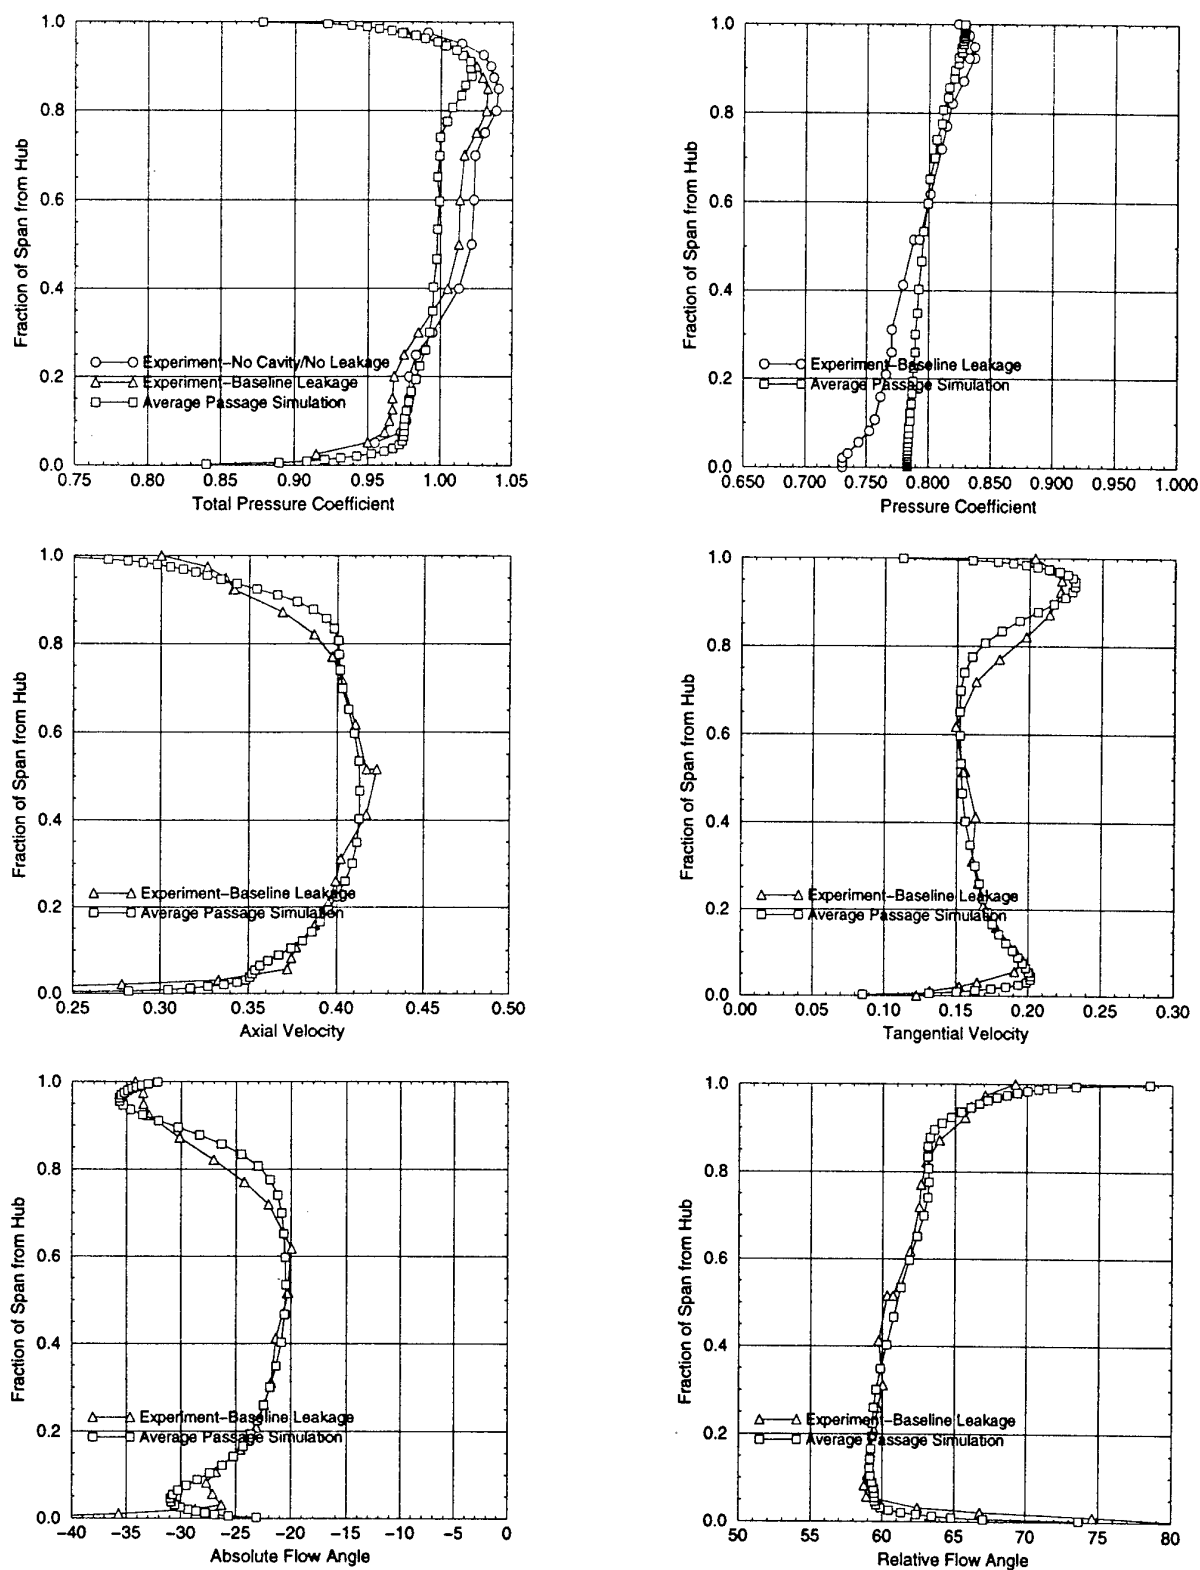 1.0
0.8
0.6
0.4
0.2
0.0
Fraction of Span from Hub
Experiment−No Cavity/No Leakage
Experiment−Baseline Leakage
Average Passage Simulation
0.75 0.80 0.85 0.90 0.95 1.00 1.05
Total Pressure Coefficient
1.0
0.8
0.6
0.4
0.2
0.0
Fraction of Span from Hub
Experiment−Baseline Leakage
Average Passage Simulation
0.650 0.700 0.750 0.800 0.850 0.900 0.950 1.000
Pressure Coefficient
1.0
0.8
0.6
0.4
0.2
0.0
Fraction of Span from Hub
Experiment−Baseline Leakage
Average Passage Simulation
0.25 0.30 0.35 0.40 0.45 0.50
Axial Velocity
1.0
0.8
0.6
0.4
0.2
0.0
Fraction of Span from Hub
Experiment−Baseline Leakage
Average Passage Simulation
0.00 0.05 0.10 0.15 0.20 0.25 0.30
Tangential Velocity
1.0
0.8
0.6
0.4
0.2
0.0
Fraction of Span from Hub
Experiment−Baseline Leakage
Average Passage Simulation
−40 −35 −30 −25 −20 −15 −10 −5 0
Absolute Flow Angle
1.0
0.8
0.6
0.4
0.2
0.0
Fraction of Span from Hub
Experiment−Baseline Leakage
Average Passage Simulation
50 55 60 65 70 75 80
Relative Flow Angle